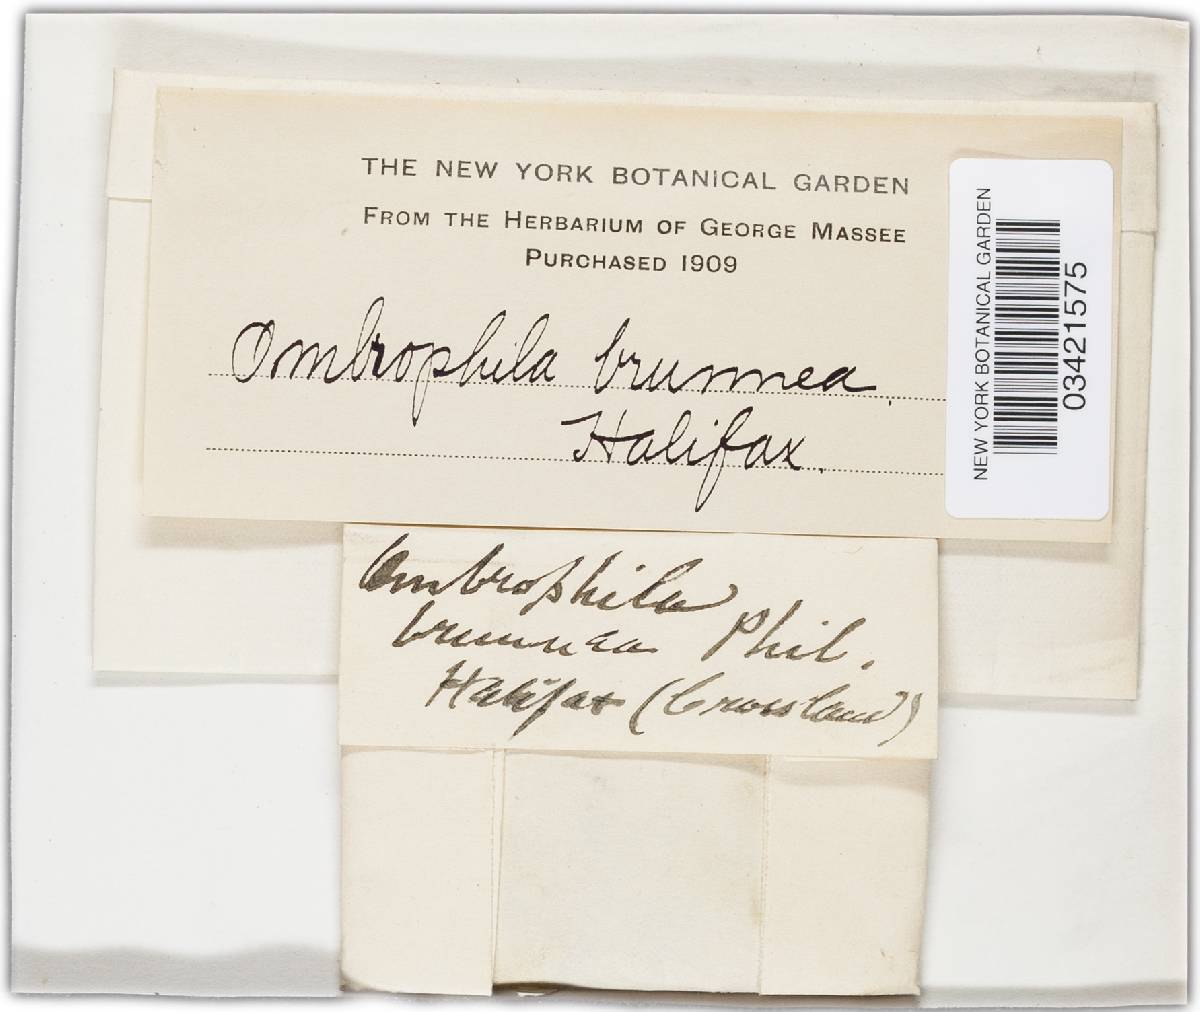 THE NEW YORK BOTANICAL GARDEN
FROM THE HERBARIUM OF GEORGE MASSEE
PURCHASED 1909
Ombrophila brunnea.
Halifax.
NEW YORK BOTANICAL GARDEN
03421575
Ombrophila
brunnea Phil.
Halifax (Crossland)